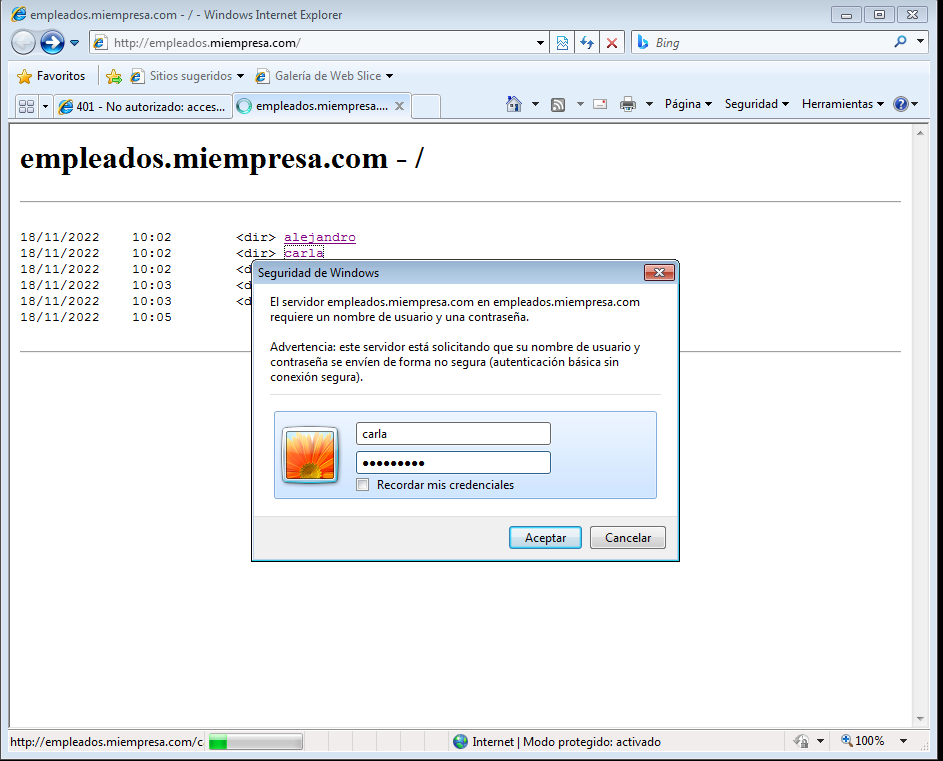 empleados.miempresa.com - / - Windows Internet Explorer
http://empleados.miempresa.com/
Bing
Favoritos
Sitios sugeridos
Galería de Web Slice
401 - No autorizado: acces...
empleados.miempresa....
Página
Seguridad
Herramientas
empleados.miempresa.com - /
18/11/2022 10:02 <dir> alejandro
18/11/2022 10:02 <dir> carla
18/11/2022 10:02 <d
18/11/2022 10:03 <d
18/11/2022 10:03 <d
18/11/2022 10:05
Seguridad de Windows
El servidor empleados.miempresa.com en empleados.miempresa.com
requiere un nombre de usuario y una contraseña.
Advertencia: este servidor está solicitando que su nombre de usuario y
contraseña se envíen de forma no segura (autenticación básica sin
conexión segura).
carla
●●●●●●●●●
Recordar mis credenciales
Aceptar
Cancelar
http://empleados.miempresa.com/c
Internet | Modo protegido: activado
100%